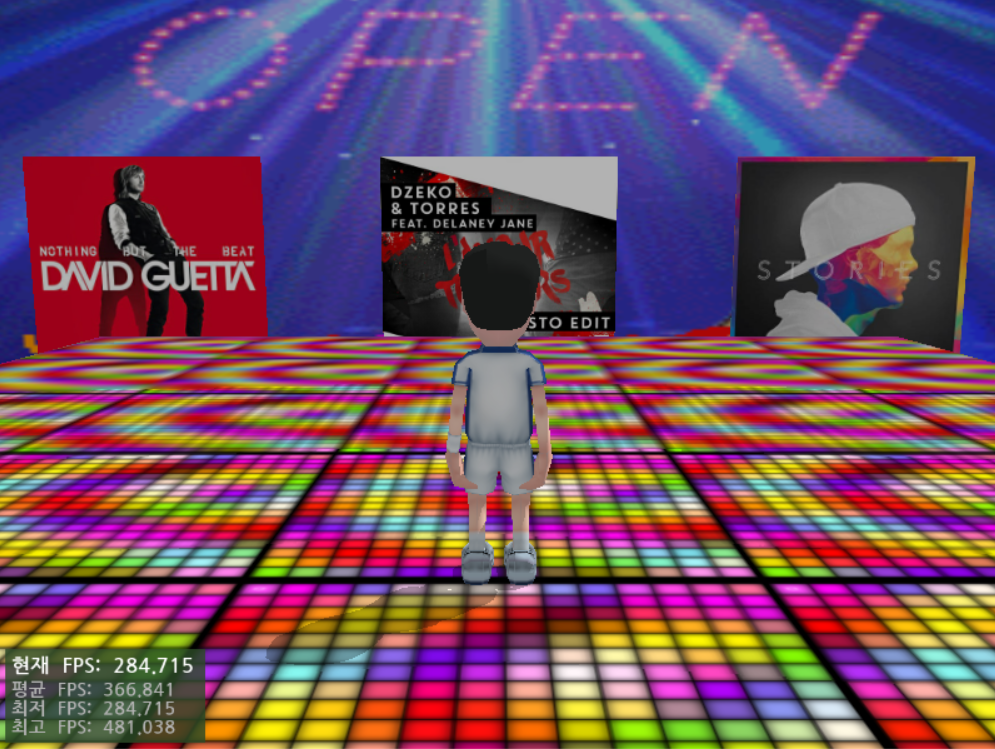 OPEN
NOTHING BUT THE BEAT
DAVID GUETTA
DZEKO
& TORRES
FEAT. DELANEY JANE
STO EDIT
STORIES
현재 FPS: 284,715
평균 FPS: 366,841
최저 FPS: 284,715
최고 FPS: 481,038